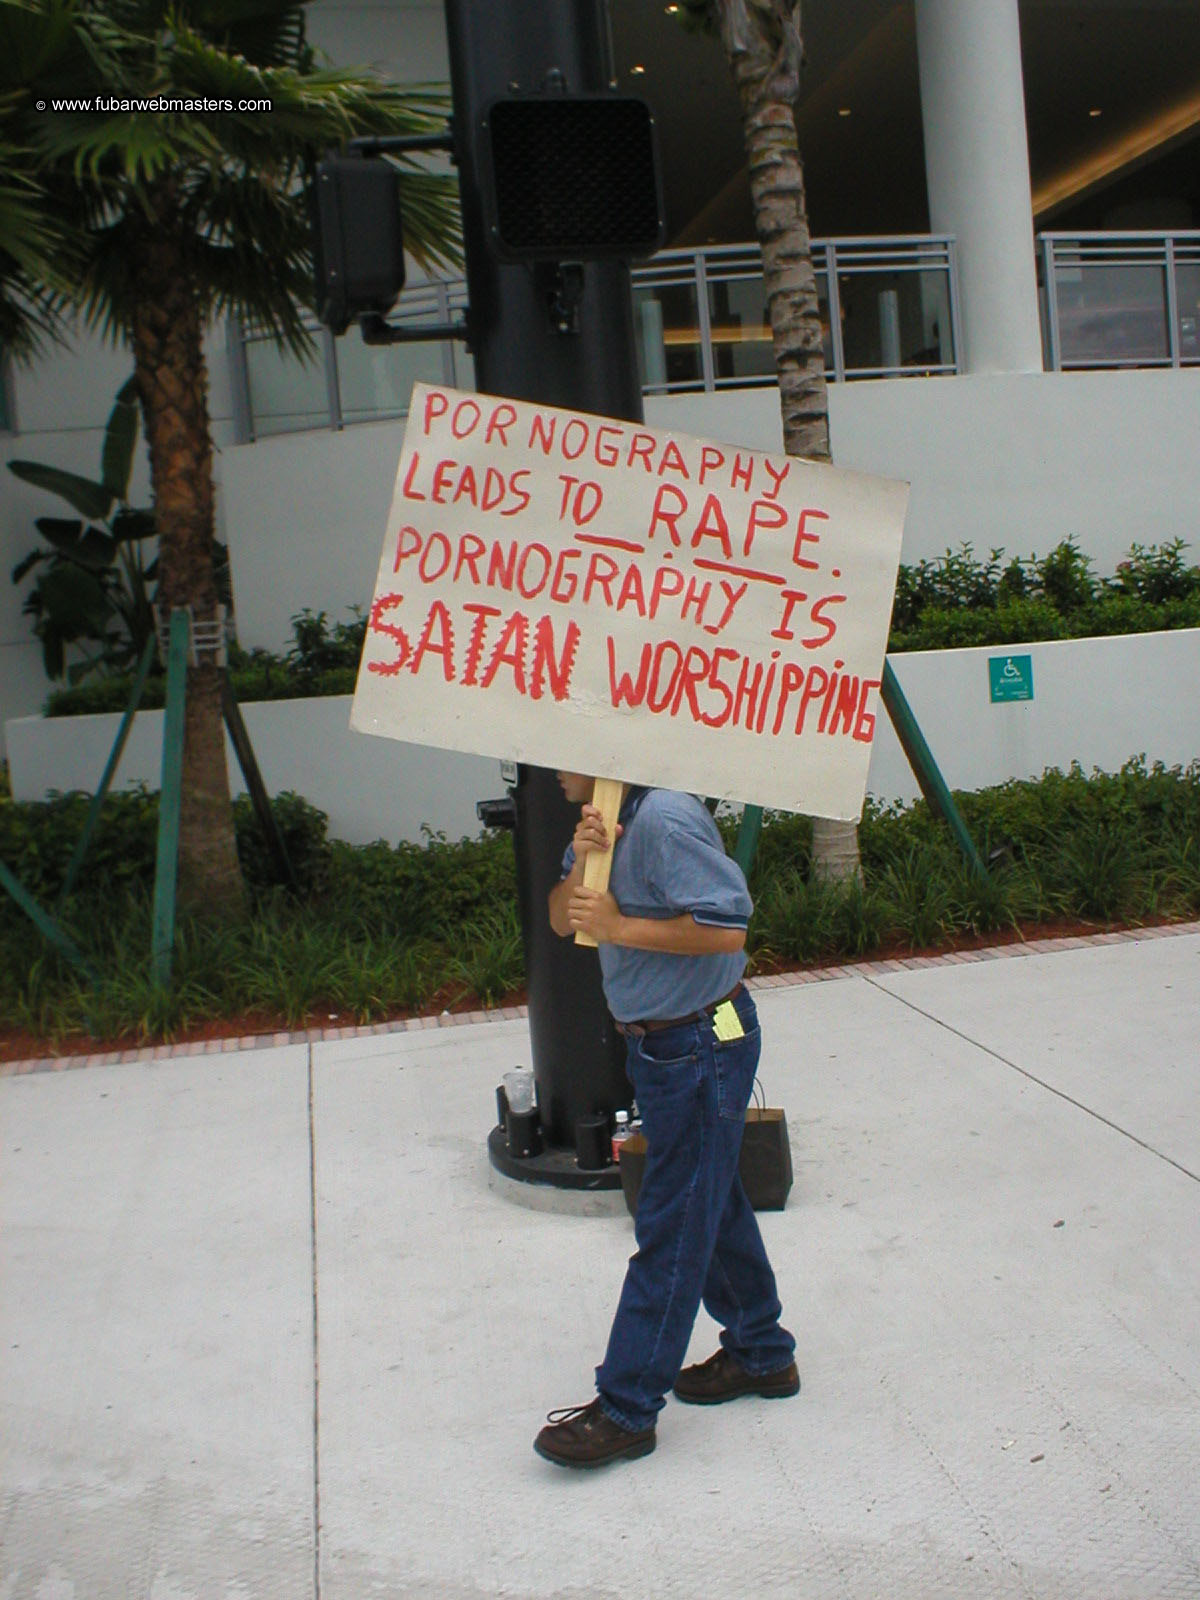 © www.fubarwebmasters.com
PORNOGRAPHY
LEADS TO RAPE.
PORNOGRAPHY IS
SATAN WORSHiPPiNG